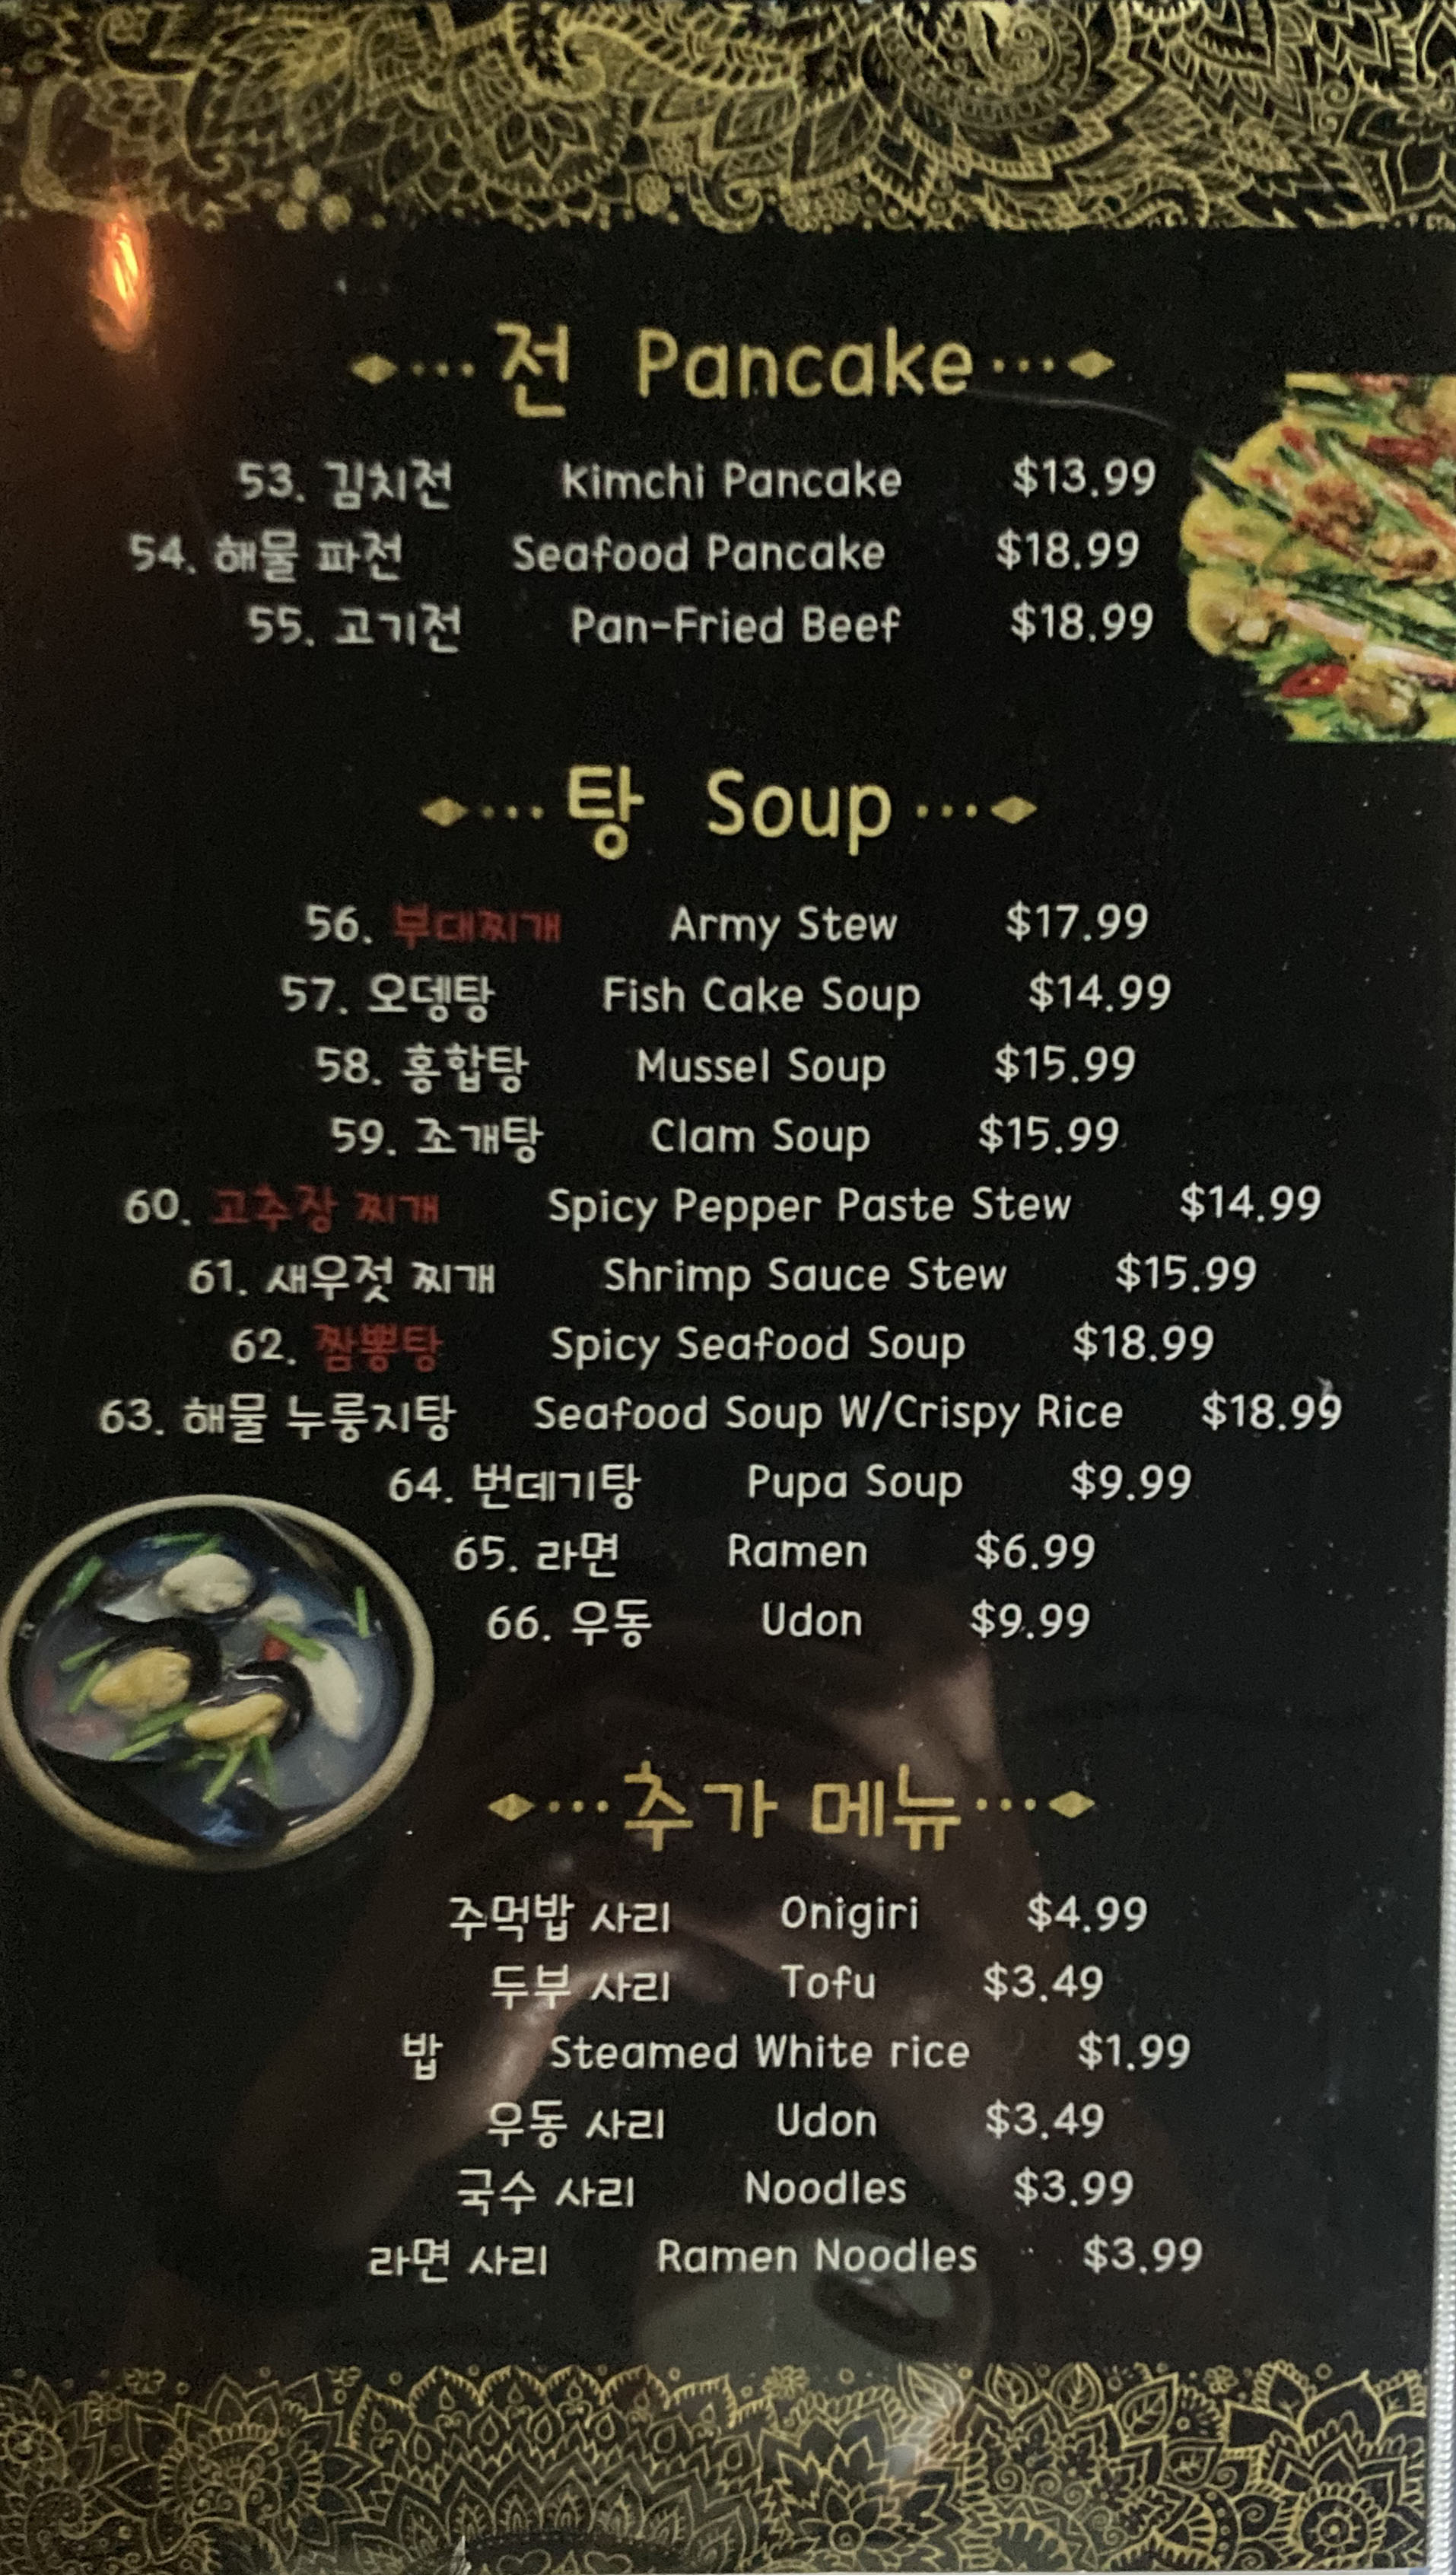 전 Pancake
53. 김치전 Kimchi Pancake $13.99
54. 해물 파전 Seafood Pancake $18.99
55. 고기전 Pan-Fried Beef $18.99
탕 Soup
56. 부대찌개 Army Stew $17.99
57. 오뎅탕 Fish Cake Soup $14.99
58. 홍합탕 Mussel Soup $15.99
59. 조개탕 Clam Soup $15.99
60. 고추장 찌개 Spicy Pepper Paste Stew $14.99
61. 새우젓 찌개 Shrimp Sauce Stew $15.99
62. 짬뽕탕 Spicy Seafood Soup $18.99
63. 해물 누룽지탕 Seafood Soup W/Crispy Rice $18.99
64. 번데기탕 Pupa Soup $9.99
65. 라면 Ramen $6.99
66. 우동 Udon $9.99
추가 메뉴
주먹밥 사리 Onigiri $4.99
두부 사리 Tofu $3.49
밥 Steamed White rice $1.99
우동 사리 Udon $3.49
국수 사리 Noodles $3.99
라면 사리 Ramen Noodles $3.99